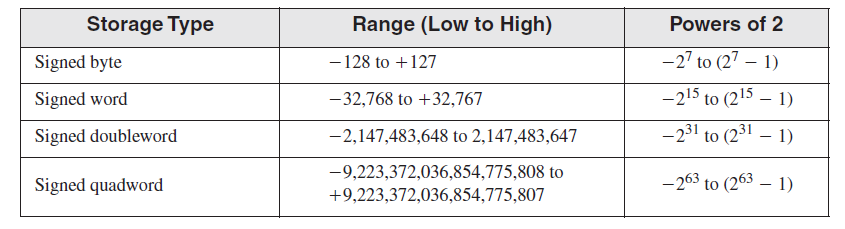 Storage Type Range (Low to High) Powers of 2
Signed byte −128 to +127 −2⁷ to (2⁷ − 1)
Signed word −32,768 to +32,767 −2¹⁵ to (2¹⁵ − 1)
Signed doubleword −2,147,483,648 to 2,147,483,647 −2³¹ to (2³¹ − 1)
Signed quadword −9,223,372,036,854,775,808 to
+9,223,372,036,854,775,807 −2⁶³ to (2⁶³ − 1)